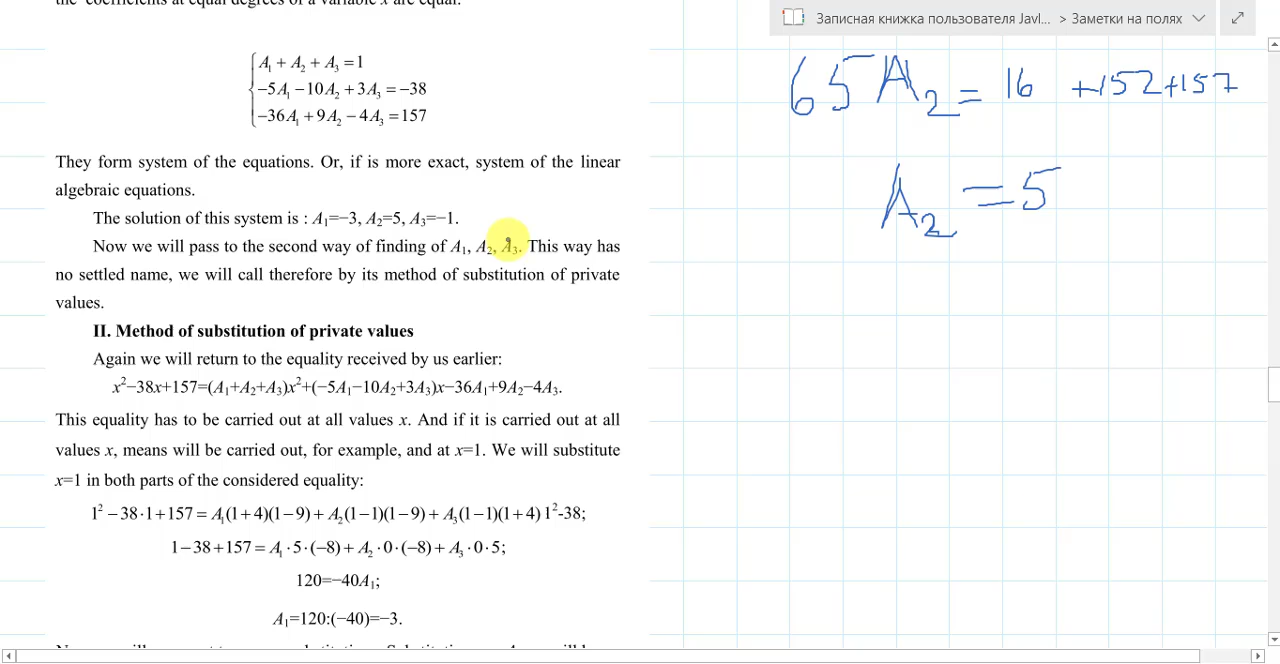 the coefficients at equal degrees of a variable x are equal.
Записная книжка пользователя Javl... > Заметки на полях
A₁ + A₂ + A₃ = 1
−5A₁ −10A₂ + 3A₃ = −38
−36A₁ + 9A₂ − 4A₃ = 157
65A₂ = 16 +152+157
A₂ = 5
They form system of the equations. Or, if is more exact, system of the linear
algebraic equations.
The solution of this system is : A₁=−3, A₂=5, A₃=−1.
Now we will pass to the second way of finding of A₁, A₂, A₃. This way has
no settled name, we will call therefore by its method of substitution of private
values.
II. Method of substitution of private values
Again we will return to the equality received by us earlier:
x²−38x+157=(A₁+A₂+A₃)x²+(−5A₁−10A₂+3A₃)x−36A₁+9A₂−4A₃.
This equality has to be carried out at all values x. And if it is carried out at all
values x, means will be carried out, for example, and at x=1. We will substitute
x=1 in both parts of the considered equality:
1² − 38·1 + 157 = A₁(1+4)(1−9) + A₂(1−1)(1−9) + A₃(1−1)(1+4) 1²-38;
1 − 38 + 157 = A₁ · 5 · (−8) + A₂ · 0 · (−8) + A₃ · 0 · 5;
120=−40A₁;
A₁=120:(−40)=−3.